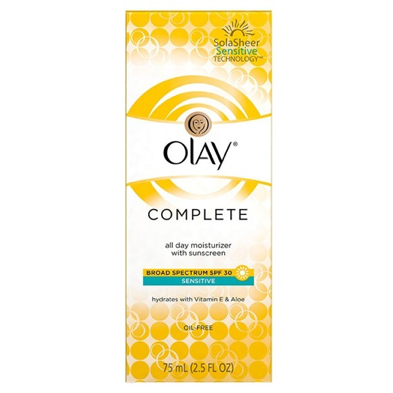 SolaSheer
Sensitive
TECHNOLOGY™
OLAY®
COMPLETE
all day moisturizer
with sunscreen
BROAD SPECTRUM SPF 30
SENSITIVE
hydrates with Vitamin E & Aloe
OIL-FREE
75 mL (2.5 FL OZ)